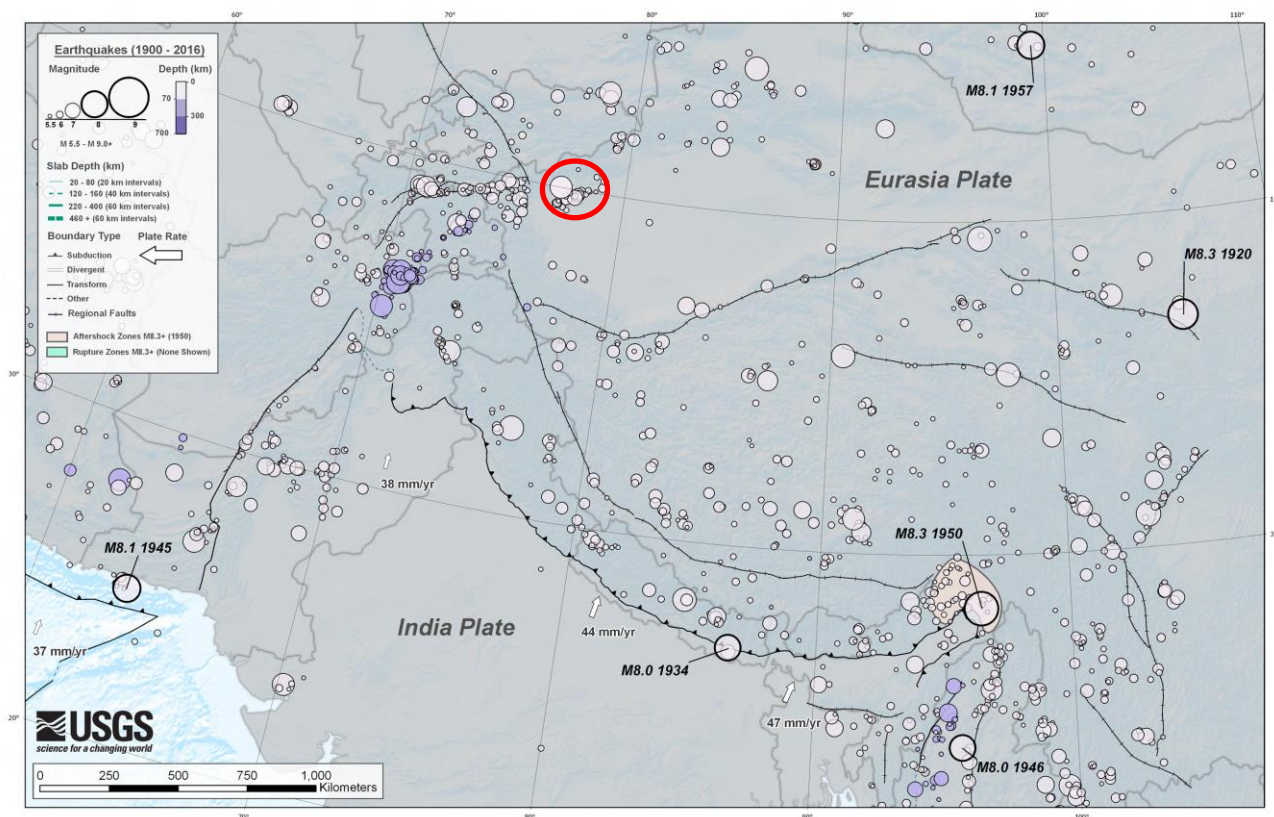 60°
70°
80°
90°
100°
110°
Earthquakes (1900 - 2016)
Magnitude
Depth (km)
0
70
300
700
5.5 6 7 8 9
M 5.5 - M 9.0+
Slab Depth (km)
20 - 80 (20 km intervals)
120 - 160 (40 km intervals)
220 - 400 (60 km intervals)
460 + (60 km intervals)
Boundary Type
Plate Rate
Subduction
Divergent
Transform
Other
Regional Faults
Aftershock Zones M8.3+ (1950)
Rupture Zones M8.3+ (None Shown)
M8.1 1957
Eurasia Plate
M8.3 1920
30°
38 mm/yr
M8.1 1945
M8.3 1950
India Plate
44 mm/yr
37 mm/yr
M8.0 1934
47 mm/yr
20°
USGS
science for a changing world
M8.0 1946
0 250 500 750 1,000
Kilometers